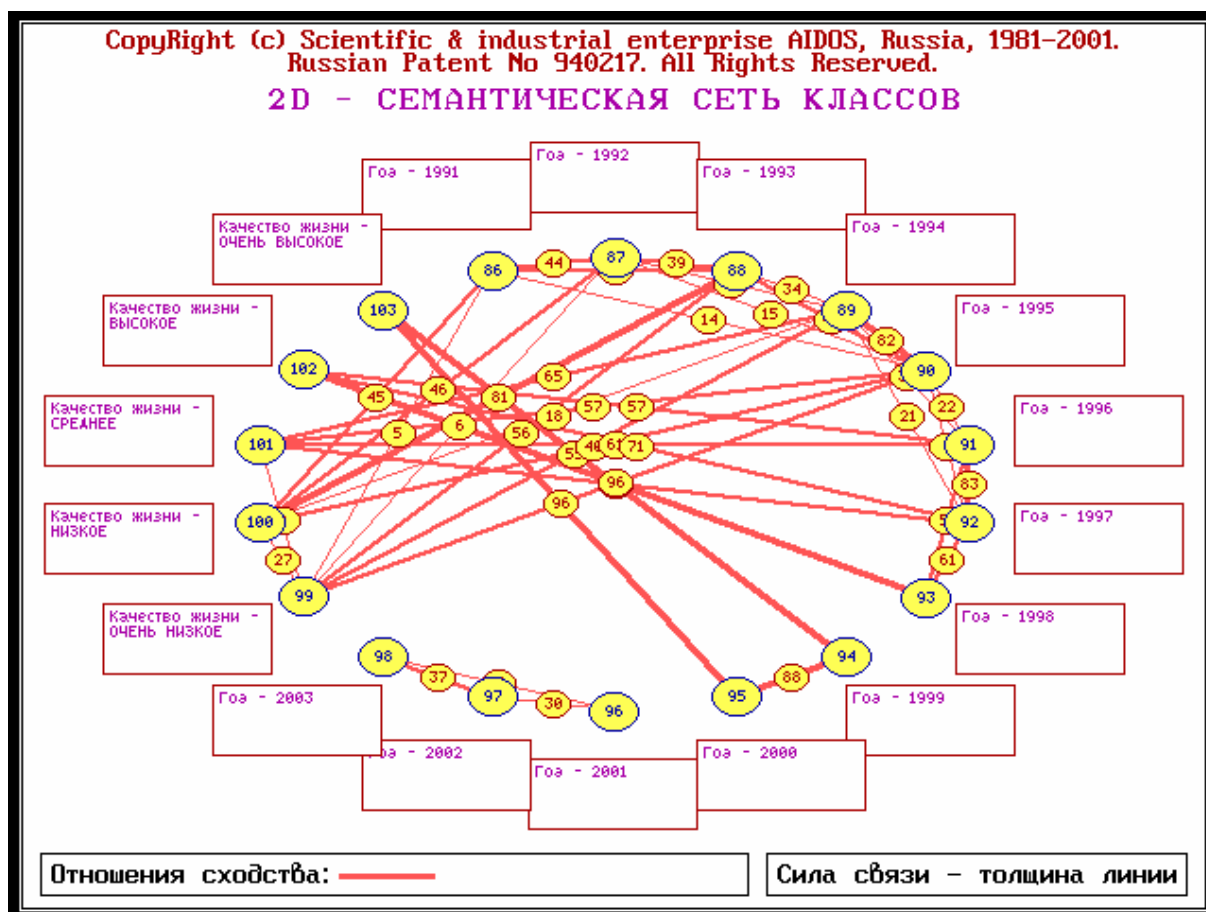 CopyRight (c) Scientific & industrial enterprise AIDOS, Russia, 1981-2001.
Russian Patent No 940217. All Rights Reserved.
2D - СЕМАНТИЧЕСКАЯ СЕТЬ КЛАССОВ
Год - 1992
Год - 1991
Год - 1993
Качество жизни -
ОЧЕНЬ ВЫСОКОЕ
Год - 1994
87
44
39
86
88
34
Качество жизни -
ВЫСОКОЕ
103
14
15
89
Год - 1995
82
102
65
90
45
46
81
Качество жизни -
СРЕДНЕЕ
57
57
22
Год - 1996
18
21
5
6
56
101
61
71
91
96
83
96
Качество жизни -
НИЗКОЕ
100
92
Год - 1997
27
61
99
93
Качество жизни -
ОЧЕНЬ НИЗКОЕ
Год - 1998
98
94
37
88
97
95
30
96
Год - 2003
Год - 1999
Год - 2002
Год - 2000
Год - 2001
Отношения сходства:
Сила связи - толщина линии